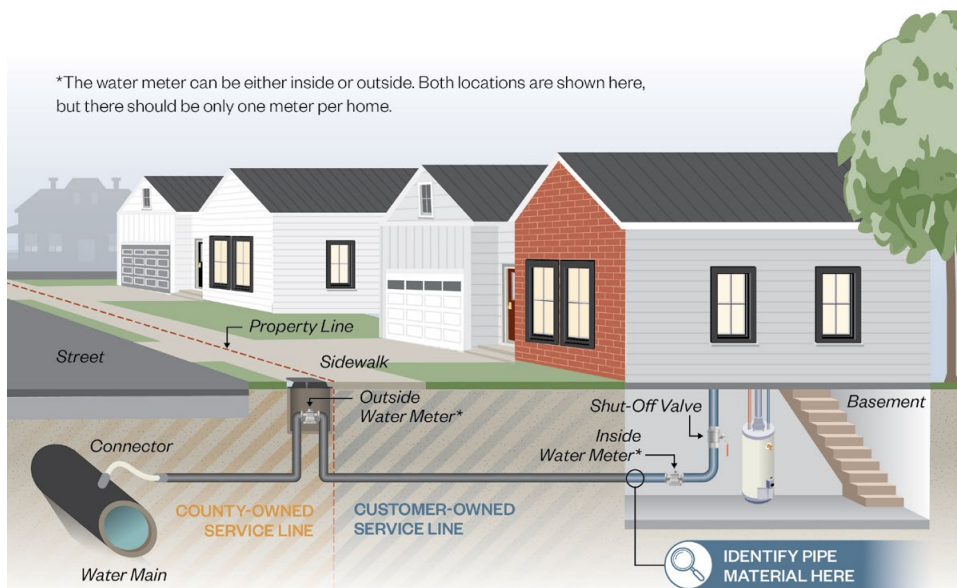 *The water meter can be either inside or outside. Both locations are shown here,
but there should be only one meter per home.
Property Line
Street
Sidewalk
Outside
Water Meter*
Shut-Off Valve
Basement
Inside
Water Meter*
Connector
COUNTY-OWNED
SERVICE LINE
CUSTOMER-OWNED
SERVICE LINE
Water Main
IDENTIFY PIPE
MATERIAL HERE